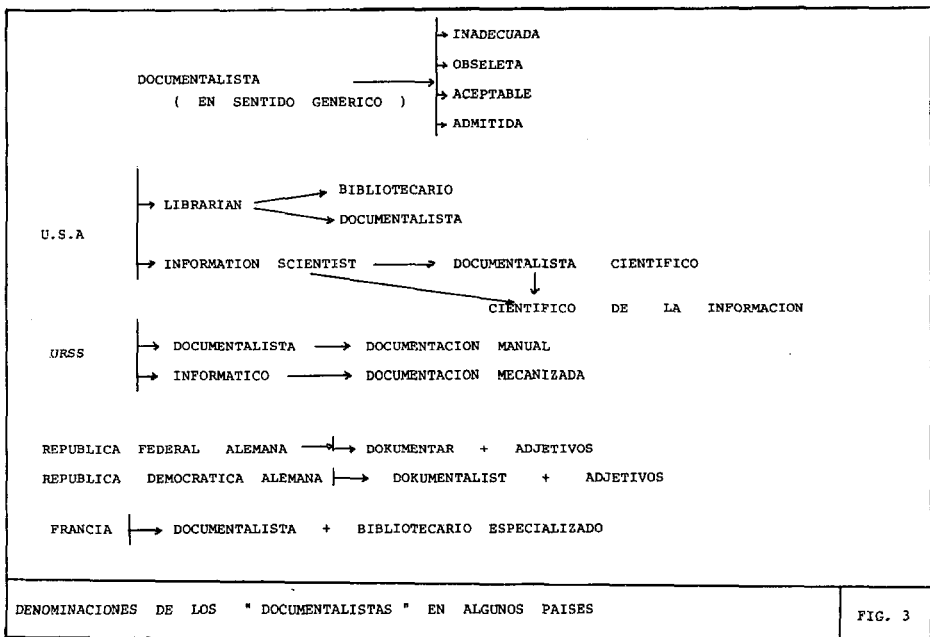 INADECUADA
OBSELETA
DOCUMENTALISTA
( EN SENTIDO GENERICO )
ACEPTABLE
ADMITIDA
U.S.A
LIBRARIAN
BIBLIOTECARIO
DOCUMENTALISTA
INFORMATION SCIENTIST DOCUMENTALISTA CIENTIFICO
CIENTIFICO DE LA INFORMACION
URSS
DOCUMENTALISTA DOCUMENTACION MANUAL
INFORMATICO DOCUMENTACION MECANIZADA
REPUBLICA FEDERAL ALEMANA DOKUMENTAR + ADJETIVOS
REPUBLICA DEMOCRATICA ALEMANA DOKUMENTALIST + ADJETIVOS
FRANCIA DOCUMENTALISTA + BIBLIOTECARIO ESPECIALIZADO
DENOMINACIONES DE LOS " DOCUMENTALISTAS " EN ALGUNOS PAISES
FIG. 3